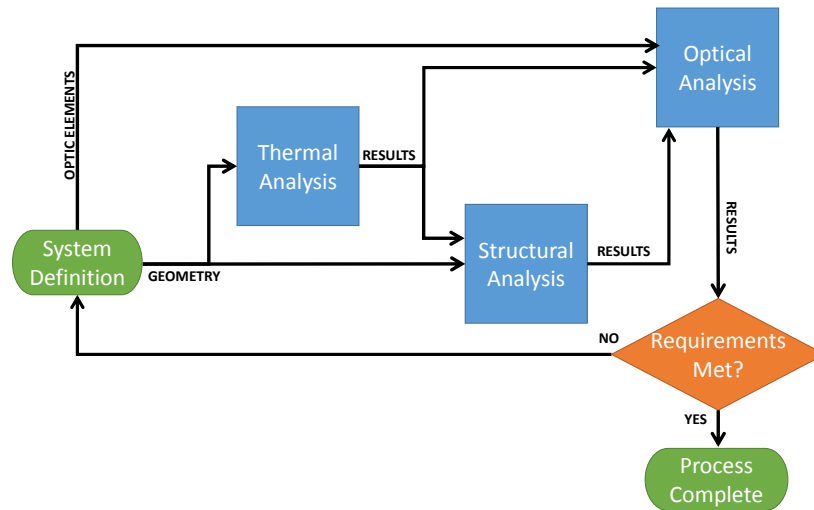 Optical
Analysis
OPTIC ELEMENTS
Thermal
Analysis
RESULTS
System
Definition
GEOMETRY
Structural
Analysis
RESULTS
RESULTS
Requirements
Met?
NO
YES
Process
Complete